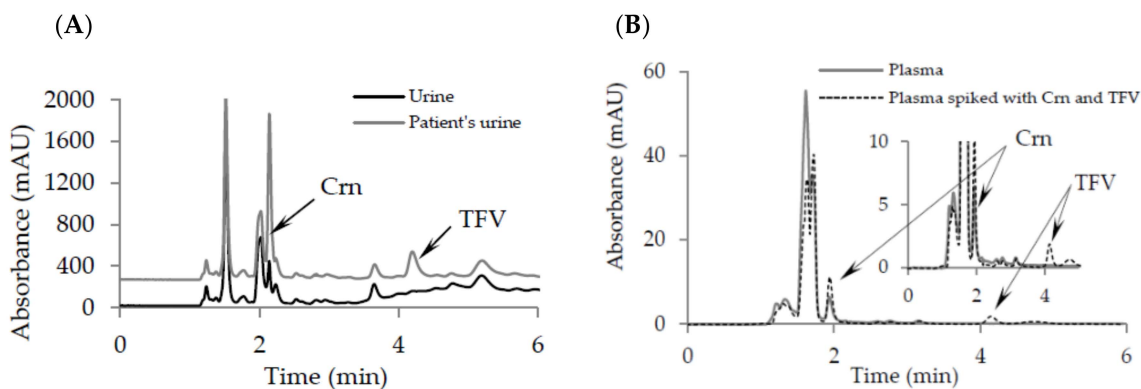 (A)
Absorbance (mAU)
2000
1600
1200
800
400
0
Urine
Patient's urine
Crn
TFV
0 2 4 6
Time (min)
(B)
Absorbance (mAU)
60
40
20
0
Plasma
Plasma spiked with Crn and TFV
Crn
TFV
10
5
0
0 2 4
0 2 4 6
Time (min)